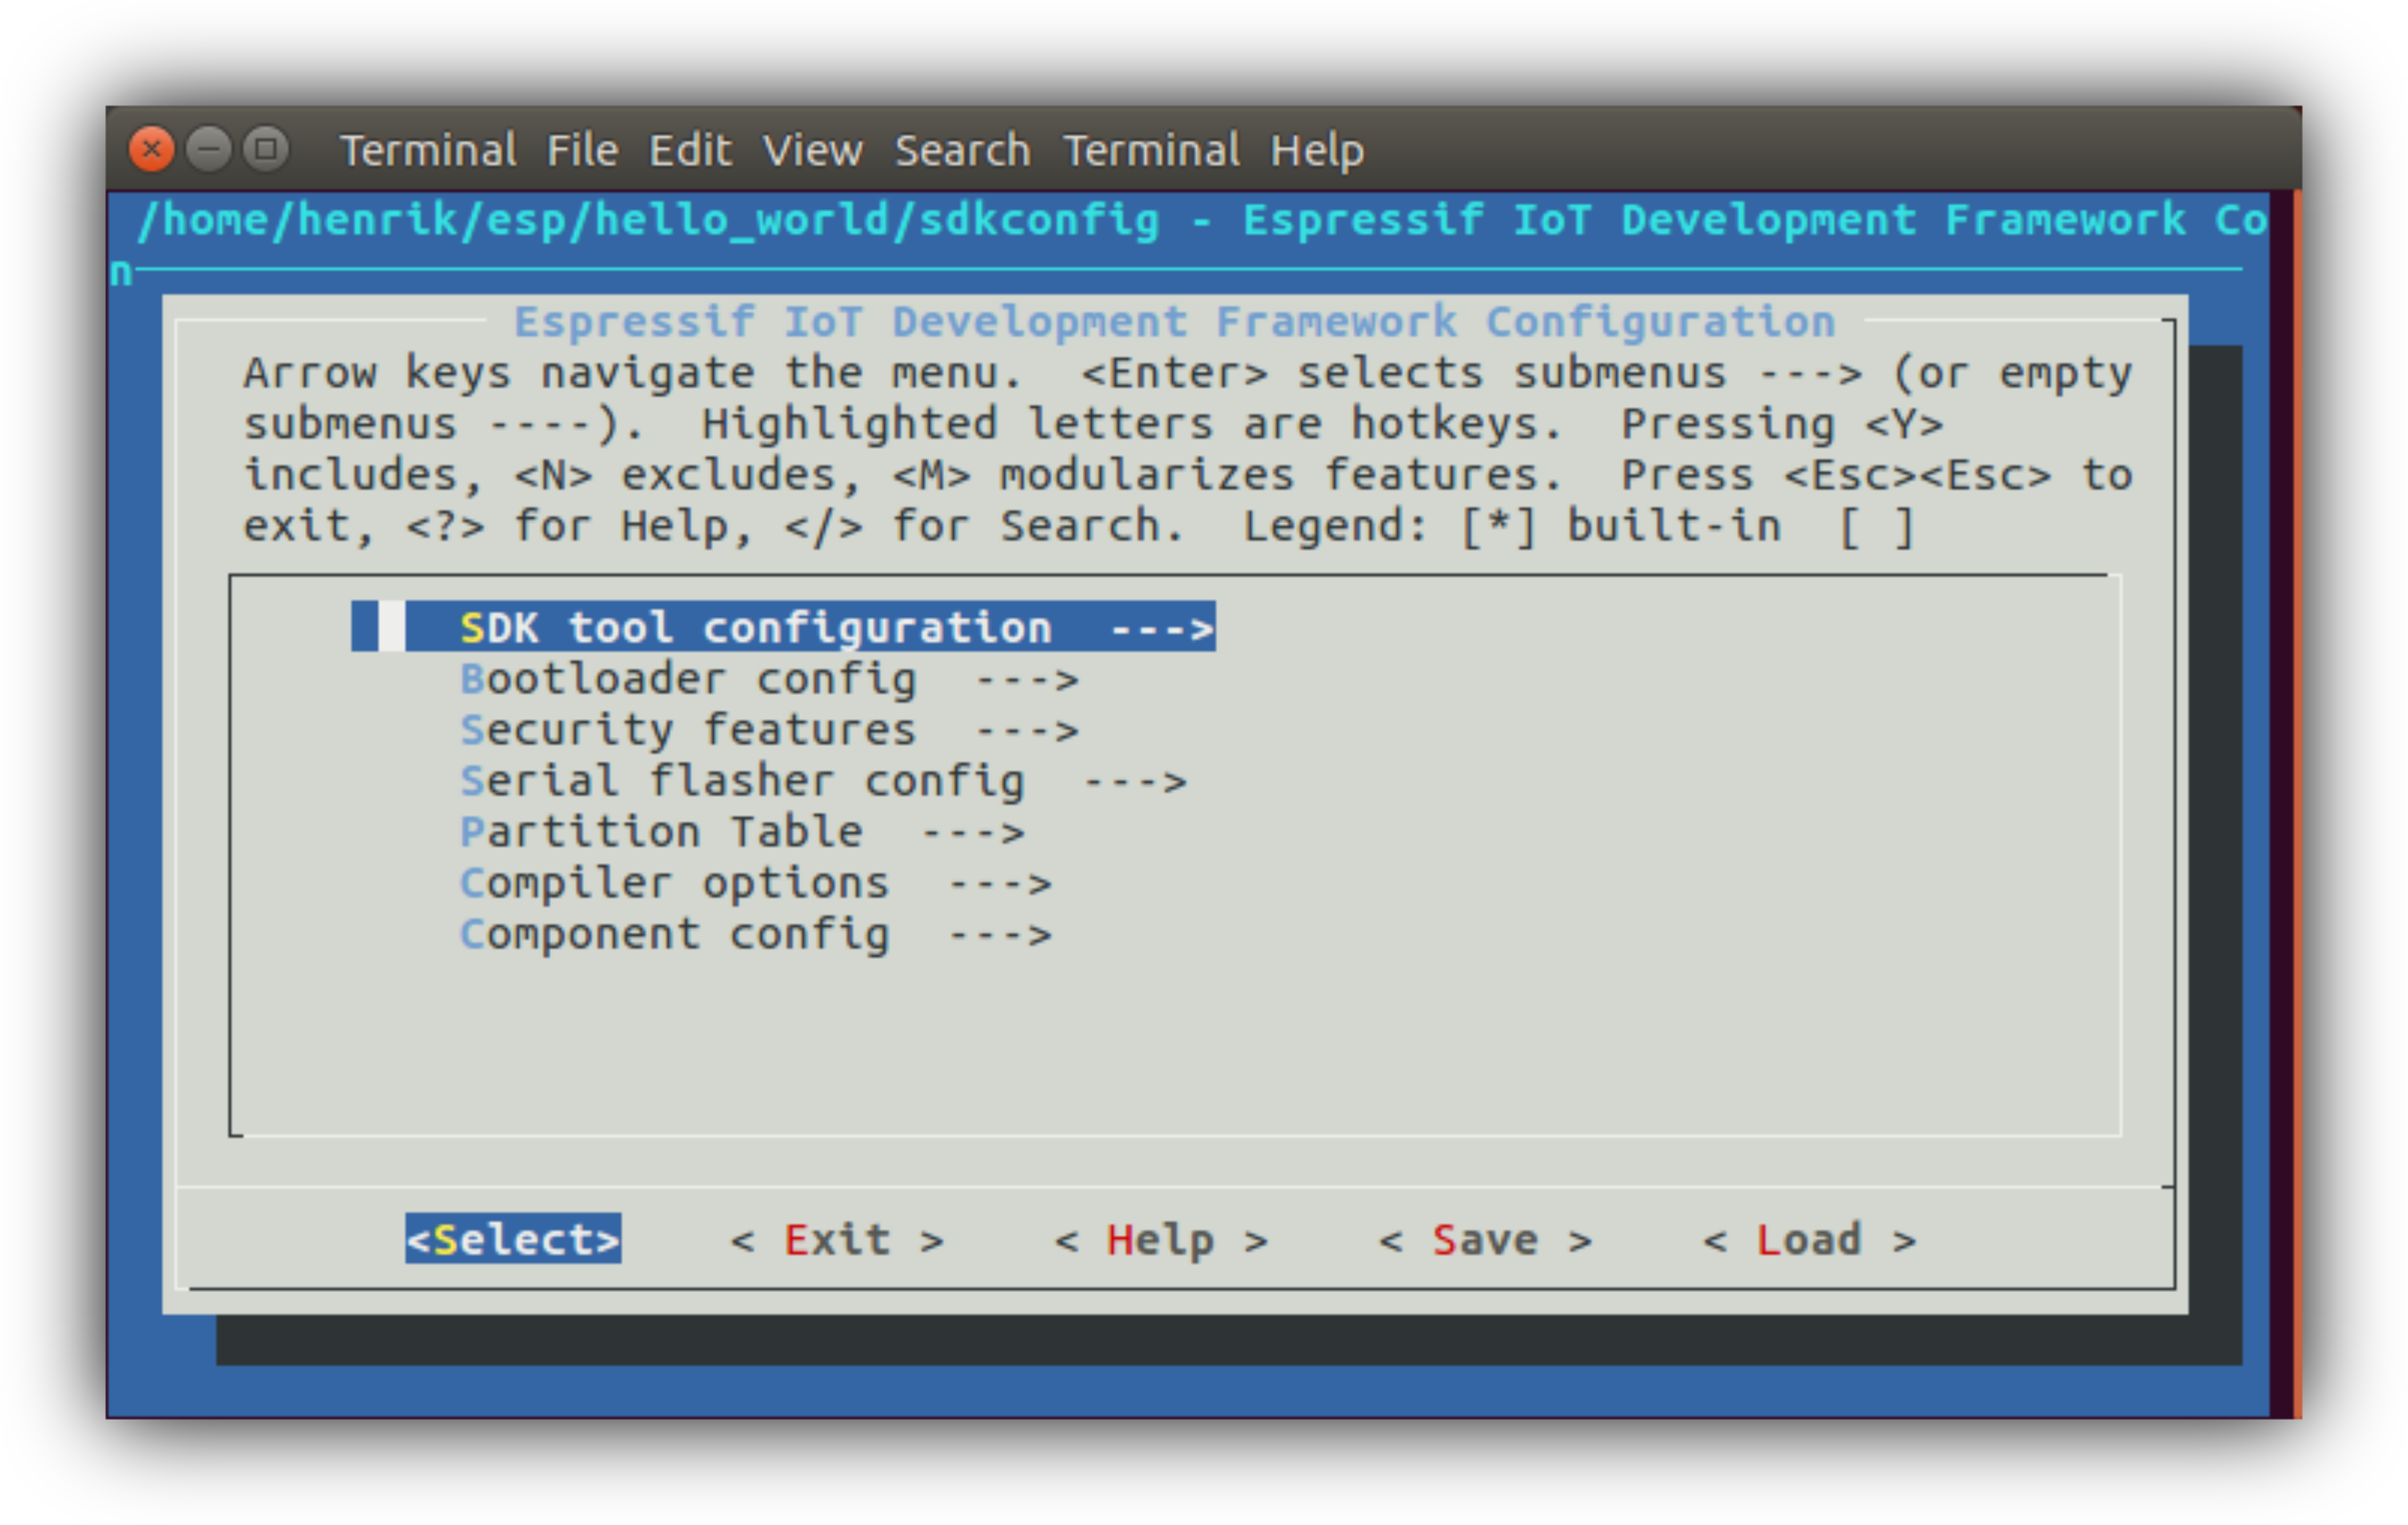 Terminal File Edit View Search Terminal Help
/home/henrik/esp/hello_world/sdkconfig - Espressif IoT Development Framework Co
n
Espressif IoT Development Framework Configuration
Arrow keys navigate the menu.  <Enter> selects submenus ---> (or empty
submenus ----).  Highlighted letters are hotkeys.  Pressing <Y>
includes, <N> excludes, <M> modularizes features.  Press <Esc><Esc> to
exit, <?> for Help, </> for Search.  Legend: [*] built-in  [ ]
SDK tool configuration  --->
Bootloader config  --->
Security features  --->
Serial flasher config  --->
Partition Table  --->
Compiler options  --->
Component config  --->
<Select>    < Exit >    < Help >    < Save >    < Load >